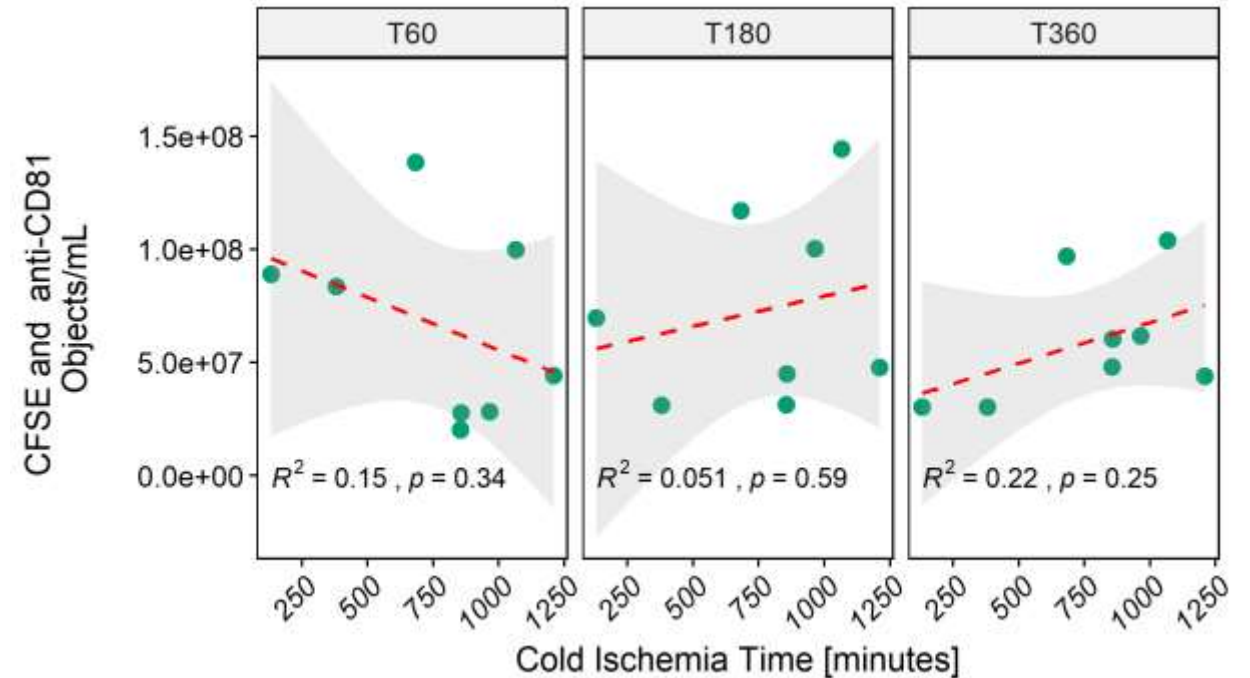 T60 T180 T360
CFSE and anti-CD81
Objects/mL
1.5e+08
1.0e+08
5.0e+07
0.0e+00
R² = 0.15 , p = 0.34
R² = 0.051 , p = 0.59
R² = 0.22 , p = 0.25
250 500 750 1000 1250
250 500 750 1000 1250
250 500 750 1000 1250
Cold Ischemia Time [minutes]